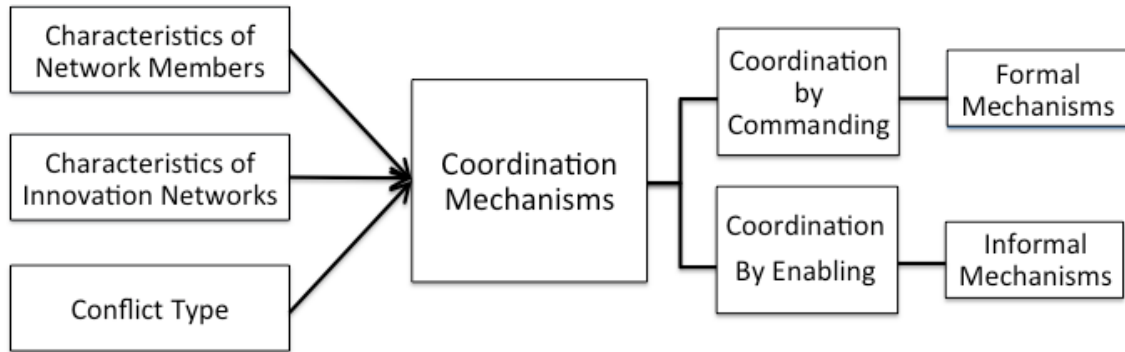 Characteristics of
Network Members
Characteristics of
Innovation Networks
Conflict Type
Coordination
Mechanisms
Coordination
by
Commanding
Formal
Mechanisms
Coordination
By Enabling
Informal
Mechanisms